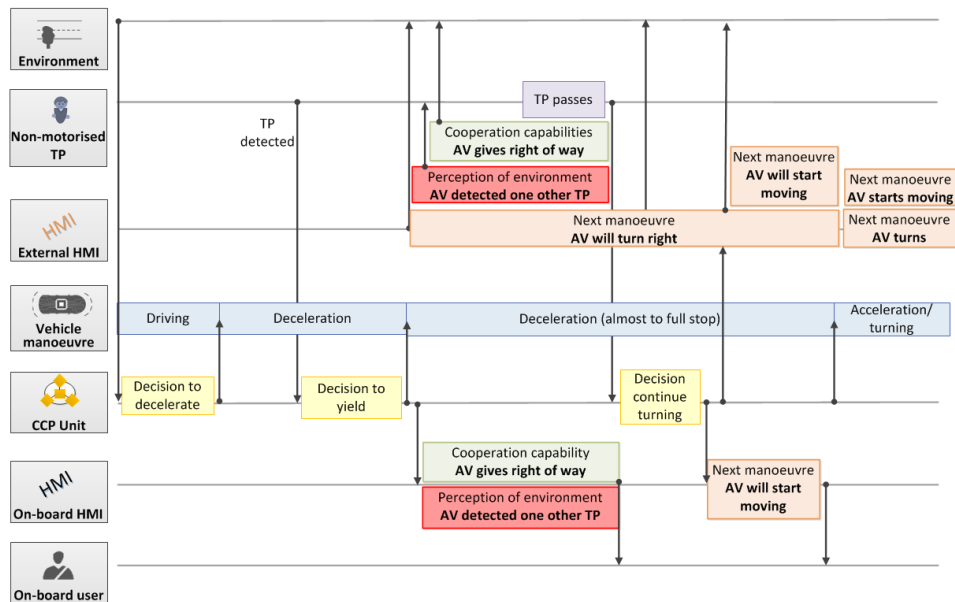 Environment
Non-motorised
TP
TP
detected
TP passes
Cooperation capabilities
AV gives right of way
Perception of environment
AV detected one other TP
Next manoeuvre
AV will start
moving
Next manoeuvre
AV starts moving
HMI
External HMI
Next manoeuvre
AV will turn right
Next manoeuvre
AV turns
Vehicle
manoeuvre
Driving
Deceleration
Deceleration (almost to full stop)
Acceleration/
turning
CCP Unit
Decision to
decelerate
Decision to
yield
Decision
continue
turning
HMI
On-board HMI
Cooperation capability
AV gives right of way
Perception of environment
AV detected one other TP
Next manoeuvre
AV will start
moving
On-board user